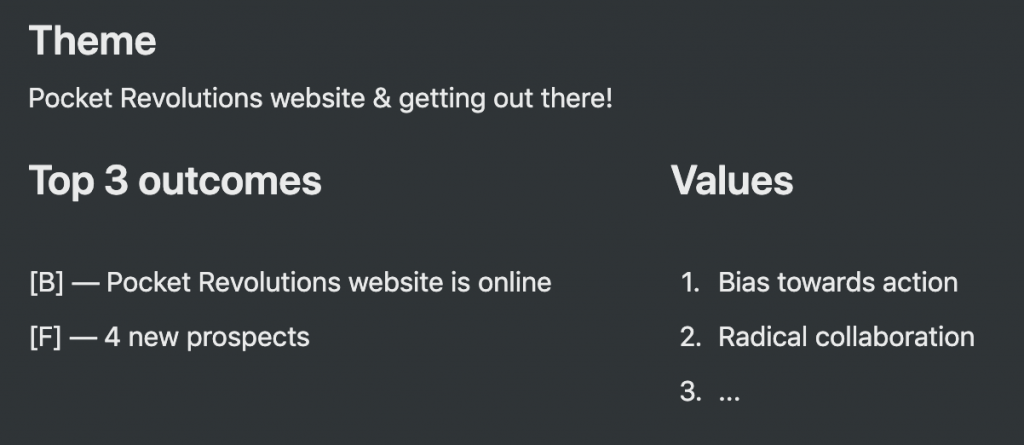 Theme
Pocket Revolutions website & getting out there!
Top 3 outcomes
[B] — Pocket Revolutions website is online
[F] — 4 new prospects
Values
1. Bias towards action
2. Radical collaboration
3. ...